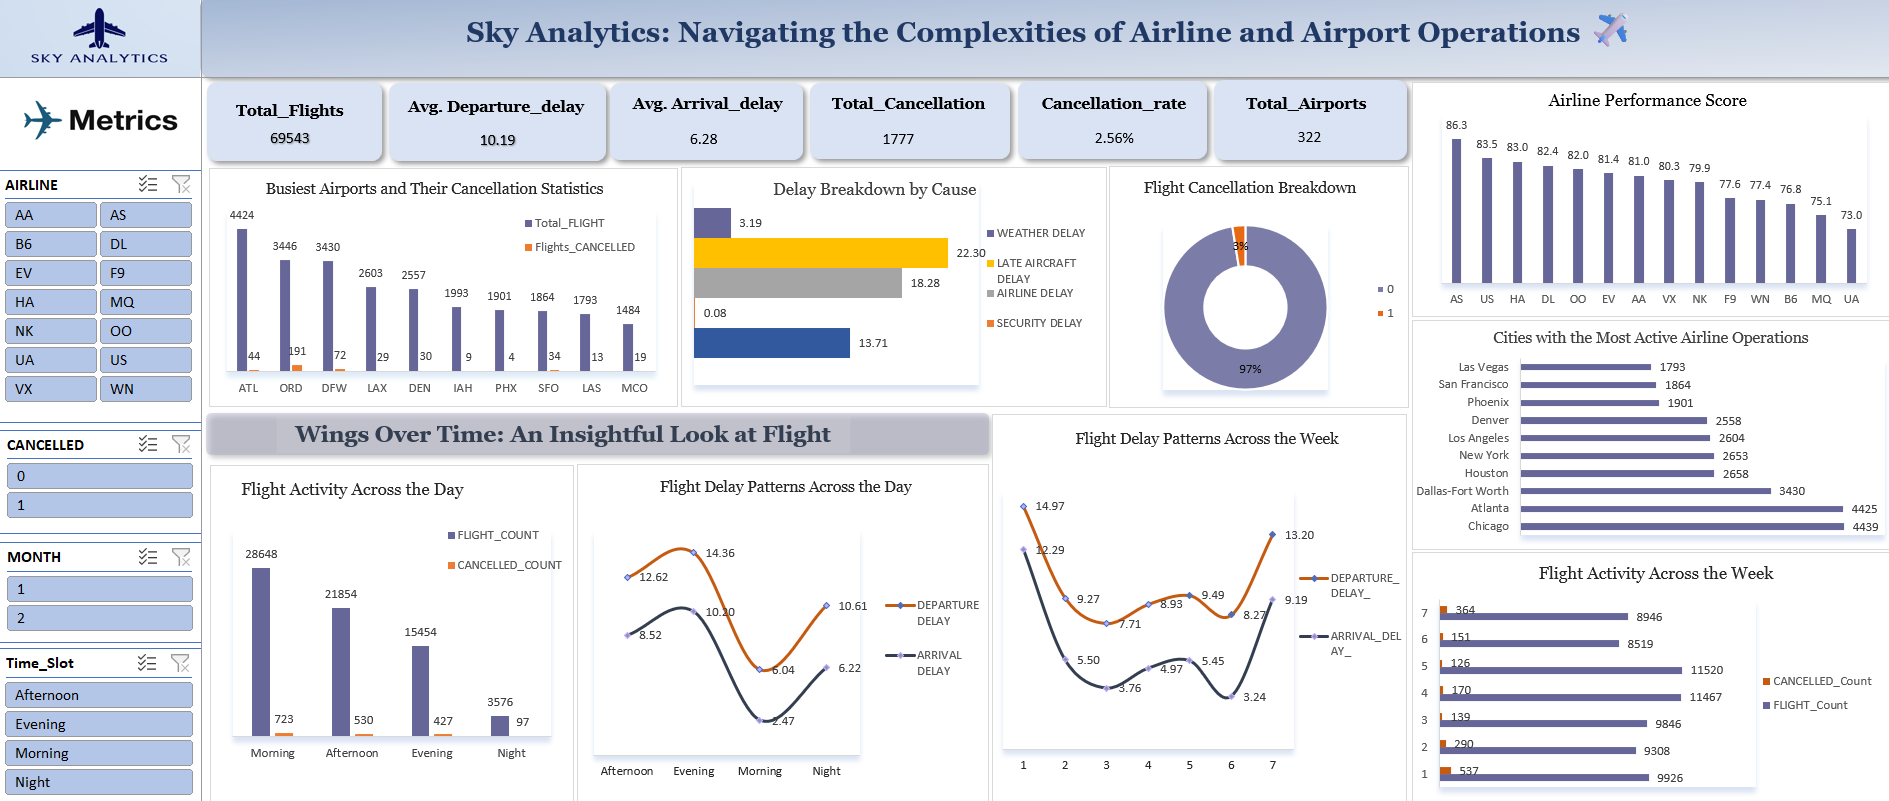 SKY ANALYTICS
Sky Analytics: Navigating the Complexities of Airline and Airport Operations
Metrics
AIRLINE
AA AS
B6 DL
EV F9
HA MQ
NK OO
UA US
VX WN
CANCELLED
0
1
MONTH
1
2
Time_Slot
Afternoon
Evening
Morning
Night
Total_Flights
69543
Avg. Departure_delay
10.19
Avg. Arrival_delay
6.28
Total_Cancellation
1777
Cancellation_rate
2.56%
Total_Airports
322
Busiest Airports and Their Cancellation Statistics
Total_FLIGHT
Flights_CANCELLED
4424 3446 3430 2603 2557 1993 1901 1864 1793 1484
44 191 72 29 30 9 4 34 13 19
ATL ORD DFW LAX DEN IAH PHX SFO LAS MCO
Delay Breakdown by Cause
3.19
22.30
18.28
0.08
13.71
WEATHER DELAY
LATE AIRCRAFT
DELAY
AIRLINE DELAY
SECURITY DELAY
Flight Cancellation Breakdown
3%
97%
0
1
Airline Performance Score
86.3 83.5 83.0 82.4 82.0 81.4 81.0 80.3 79.9 77.6 77.4 76.8 75.1 73.0
AS US HA DL OO EV AA VX NK F9 WN B6 MQ UA
Cities with the Most Active Airline Operations
Las Vegas 1793
San Francisco 1864
Phoenix 1901
Denver 2558
Los Angeles 2604
New York 2653
Houston 2658
Dallas-Fort Worth 3430
Atlanta 4425
Chicago 4439
Wings Over Time: An Insightful Look at Flight
Flight Activity Across the Day
FLIGHT_COUNT
CANCELLED_COUNT
28648 21854 15454 3576
723 530 427 97
Morning Afternoon Evening Night
Flight Delay Patterns Across the Day
12.62 14.36 6.04 10.61
8.52 10.20 2.47 6.22
DEPARTURE
DELAY
ARRIVAL
DELAY
Afternoon Evening Morning Night
Flight Delay Patterns Across the Week
14.97 9.27 7.71 8.93 9.49 8.27 13.20
12.29 5.50 3.76 4.97 5.45 3.24 9.19
DEPARTURE_
DELAY_
ARRIVAL_DEL
AY_
1 2 3 4 5 6 7
Flight Activity Across the Week
7 364 8946
6 151 8519
5 126 11520
4 170 11467
3 139 9846
2 290 9308
1 537 9926
CANCELLED_Count
FLIGHT_Count